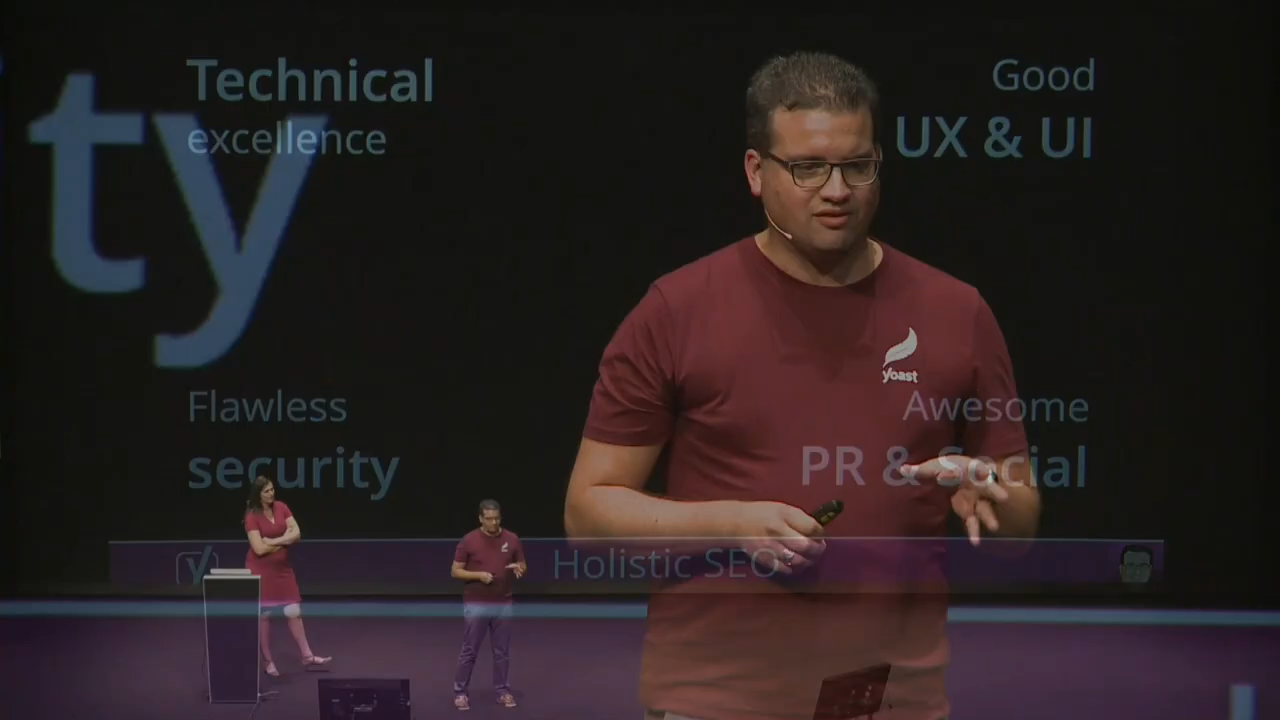 Technical
excellence
Good
UX & UI
ty
yoast
Flawless
security
Awesome
PR & Social
Holistic SEO